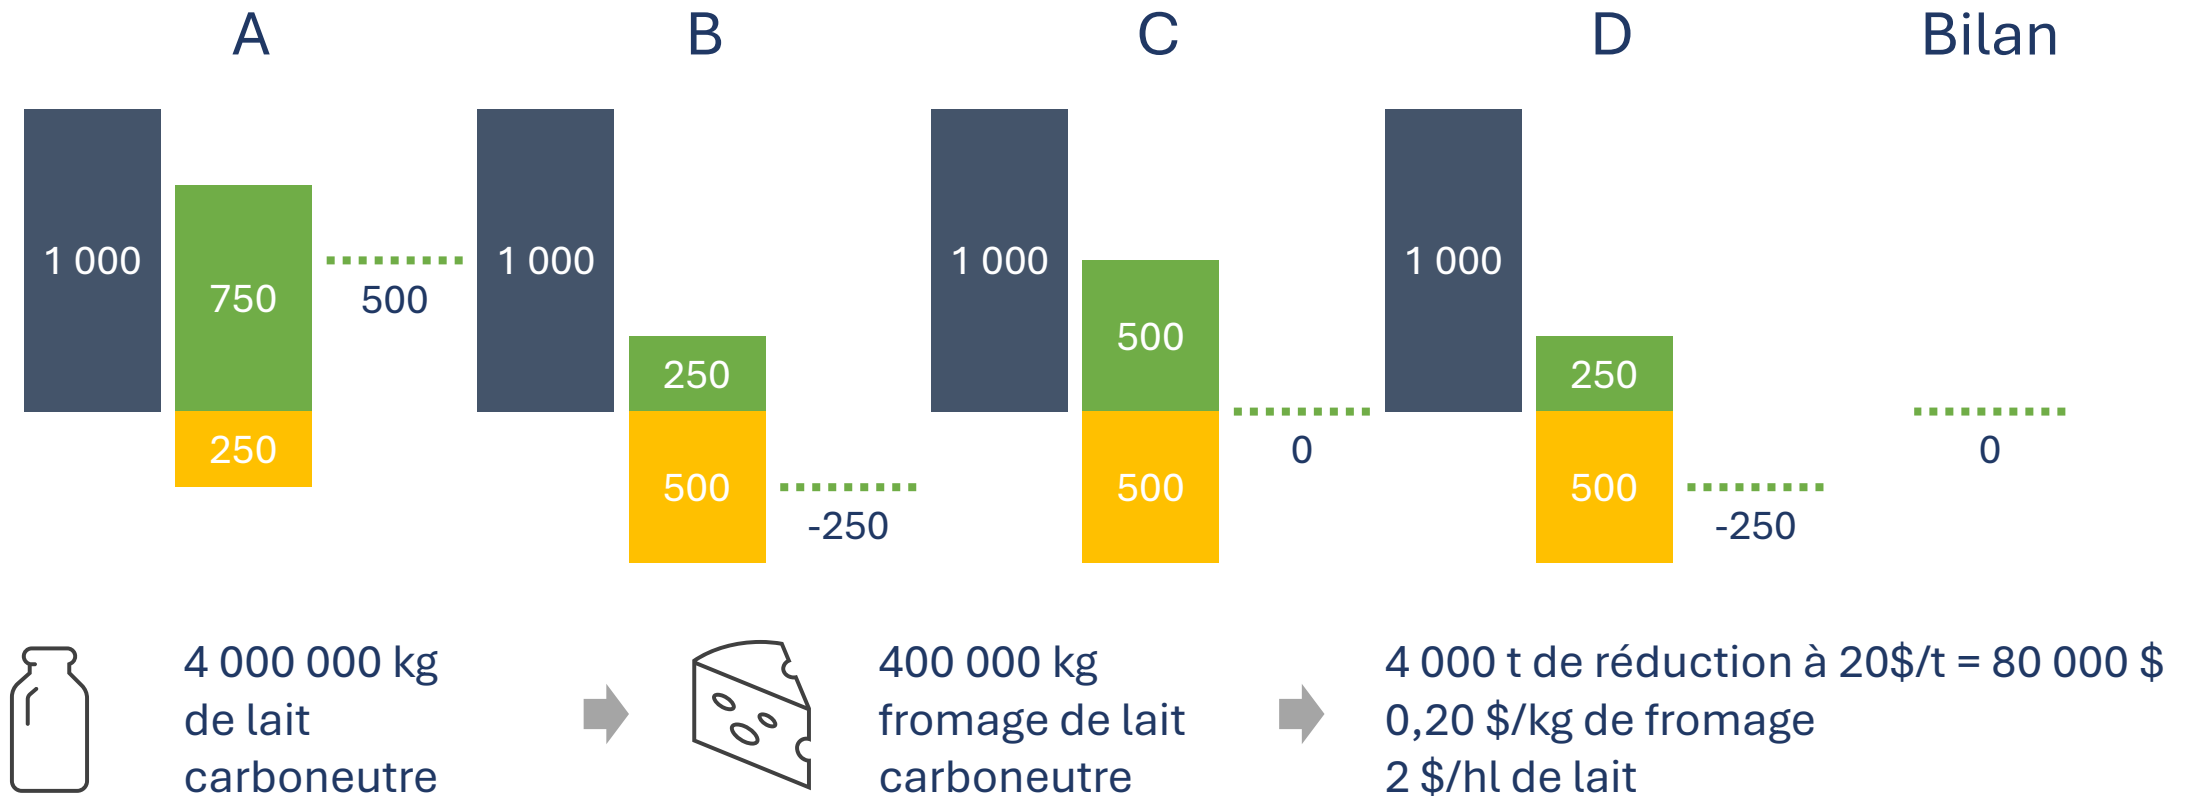 A
B
C
D
Bilan
1 000
750
250
500
1 000
250
500
-250
1 000
500
500
0
1 000
250
500
-250
0
4 000 000 kg
de lait
carboneutre
400 000 kg
fromage de lait
carboneutre
4 000 t de réduction à 20$/t = 80 000 $
0,20 $/kg de fromage
2 $/hl de lait